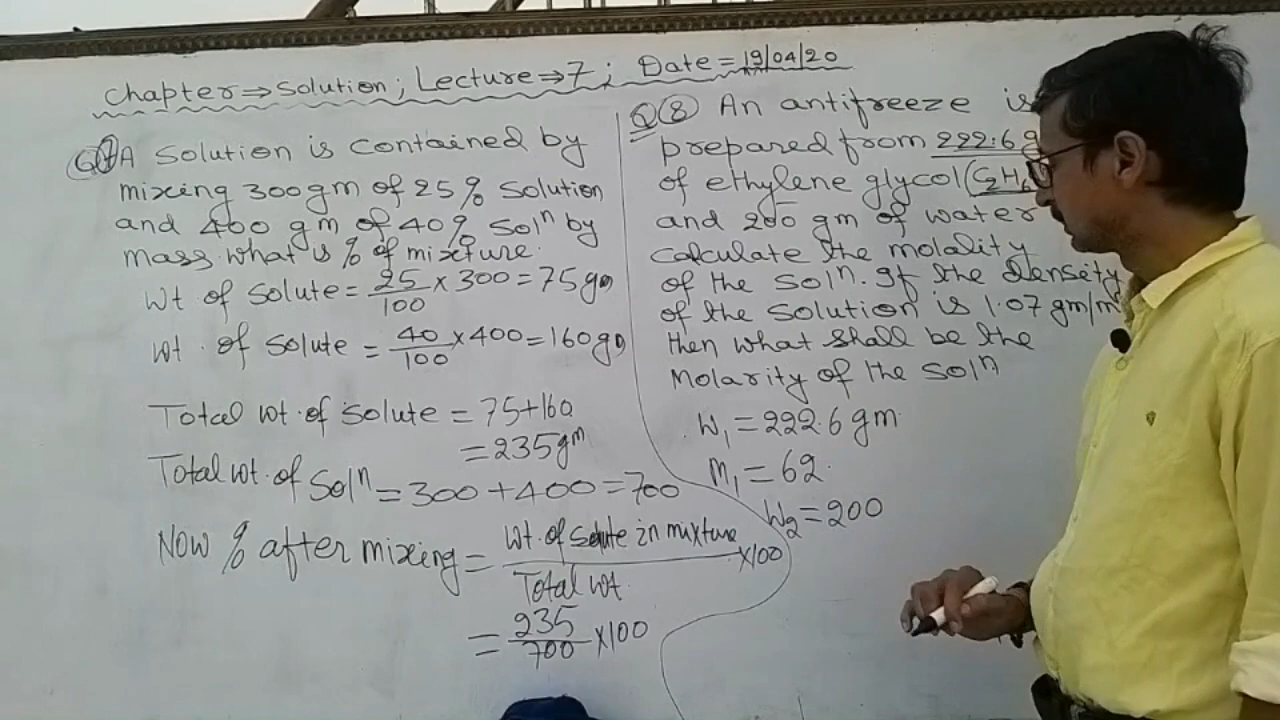 Chapter⇒Solution; Lecture⇒7; Date=19/04/20
Q7 A Solution is contained by
mixing 300gm of 25% Solution
and 400 gm of 40% Solⁿ by
mass what is % of mixture.
Wt of Solute = 25/100 × 300 = 75gm
Wt. of Solute = 40/100 × 400 = 160gm
Total wt. of Solute = 75+160
= 235gm
Total wt. of Solⁿ = 300 + 400 = 700
Now % after mixing = Wt. of Solute in mixture / Total wt. ×100
= 235/700 ×100
Q 8 An antifreeze is
prepared from 222.6g
of ethylene glycol (C₂H₆
and 200 gm of water
calculate the molality
of the Solⁿ. If the density
of the Solution is 1.07 gm/m
then what shall be the
Molarity of the Solⁿ
W₁ = 222.6 gm.
M₁ = 62.
W₂ = 200